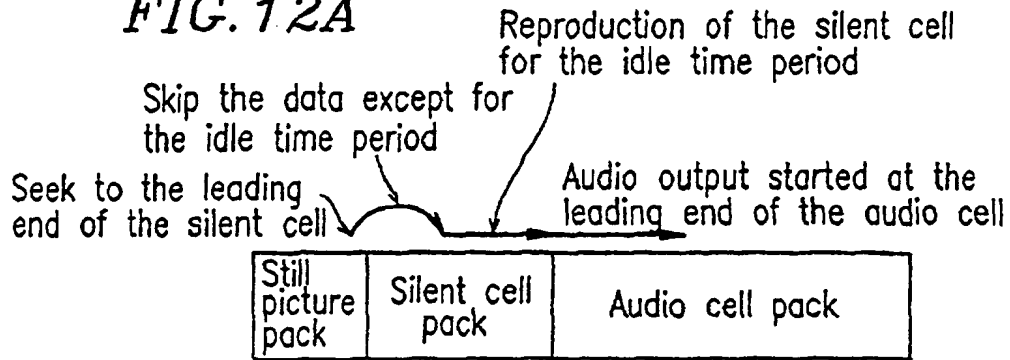 FIG. 12A
Reproduction of the silent cell
for the idle time period
Skip the data except for
the idle time period
Seek to the leading
end of the silent cell
Audio output started at the
leading end of the audio cell
Still
picture
pack
Silent cell
pack
Audio cell pack